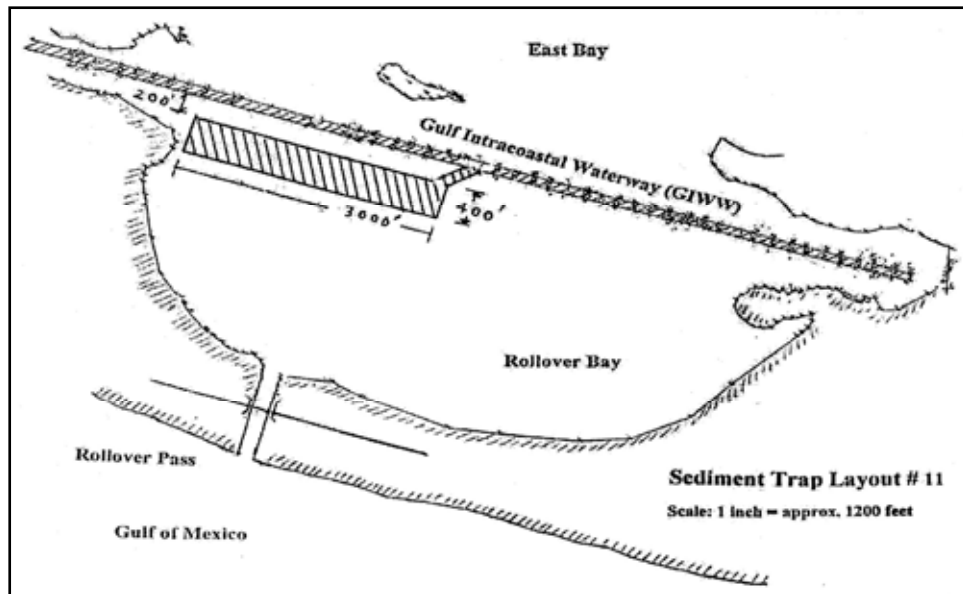 East Bay
200'
Gulf Intracoastal Waterway (GIWW)
3000'
400'
Rollover Bay
Rollover Pass
Sediment Trap Layout # 11
Scale: 1 inch = approx. 1200 feet
Gulf of Mexico